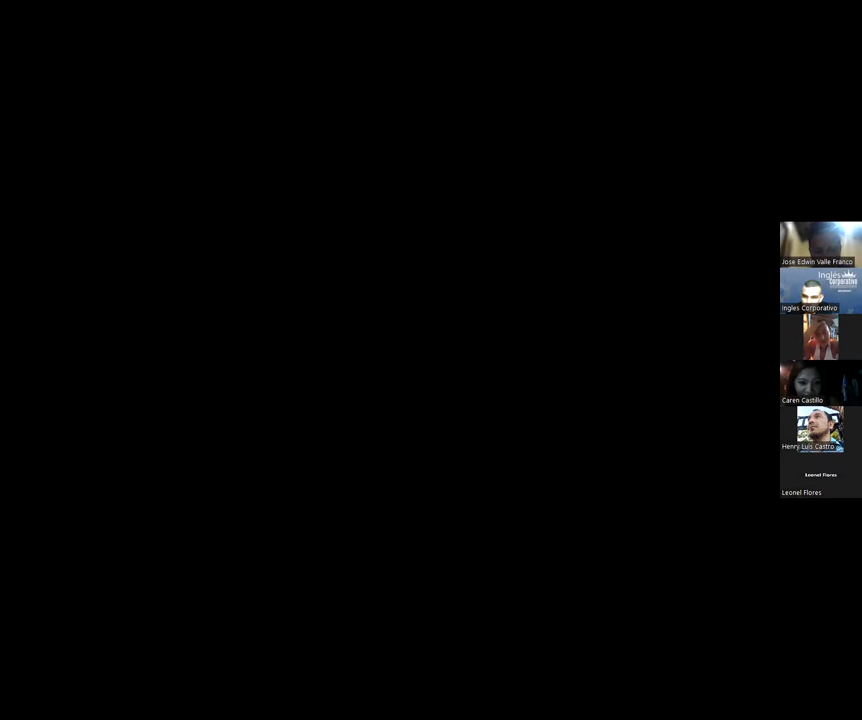 Jose Edwin Valle Franco
Inglés
corporativo
Ingles Corporativo
Caren Castillo
Henry Luis Castro
Leonel Flores
Leonel Flores